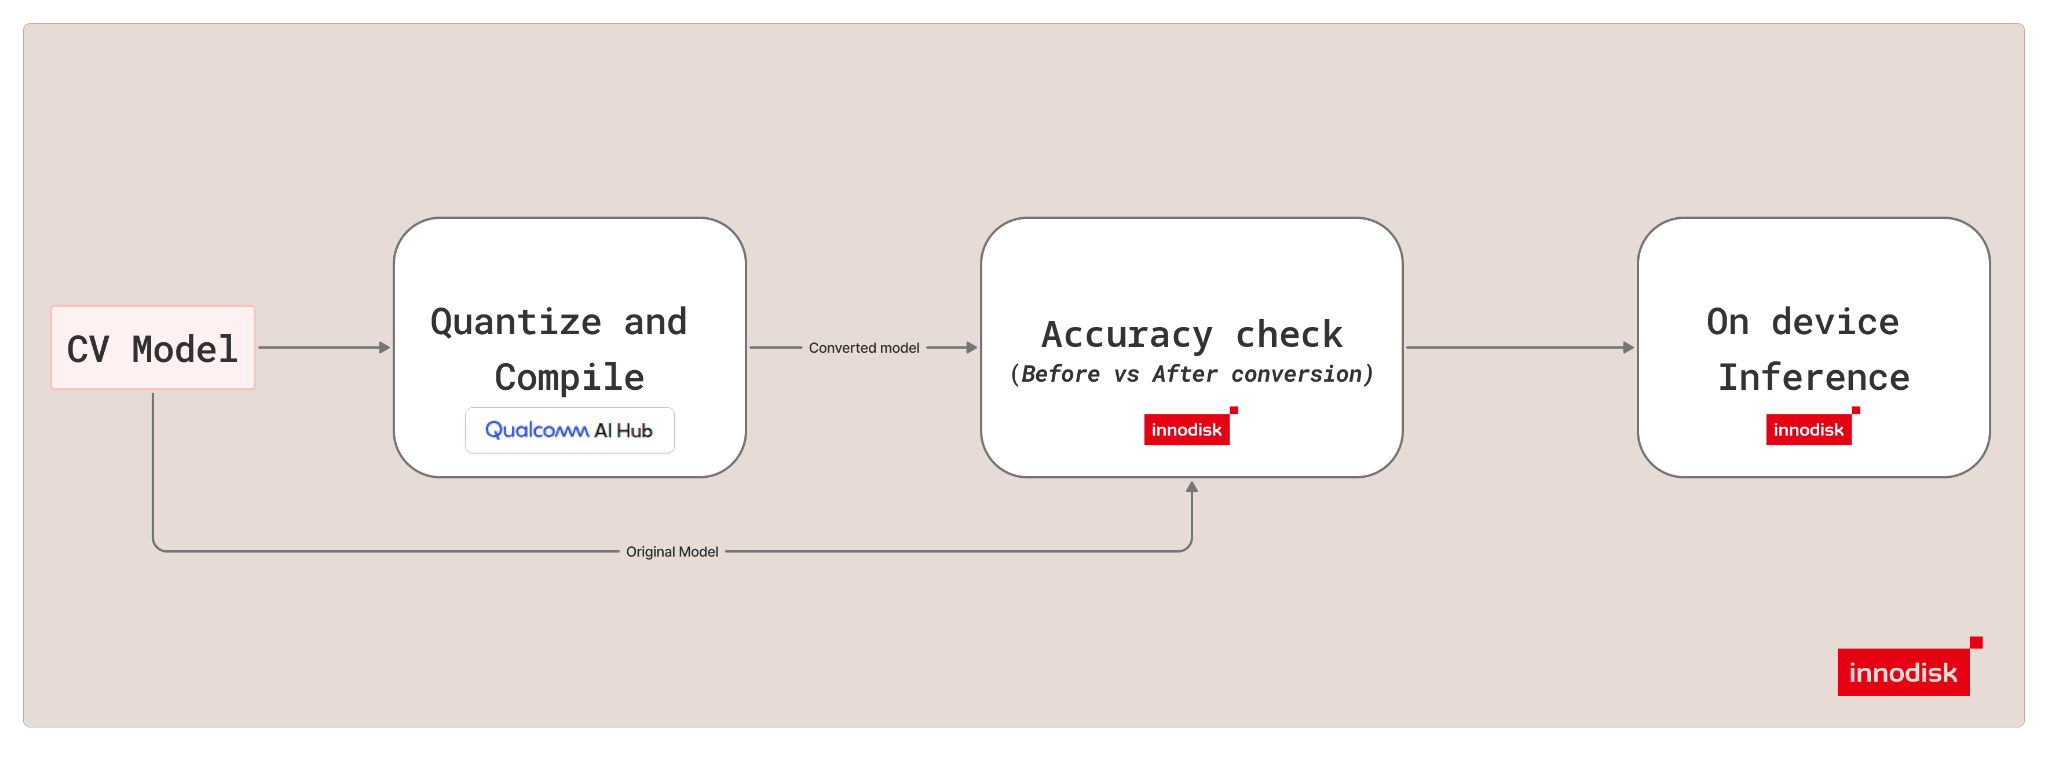 CV Model
Quantize and
Compile
Qualcomm AI Hub
Converted model
Accuracy check
(Before vs After conversion)
innodisk
On device
Inference
innodisk
Original Model
innodisk